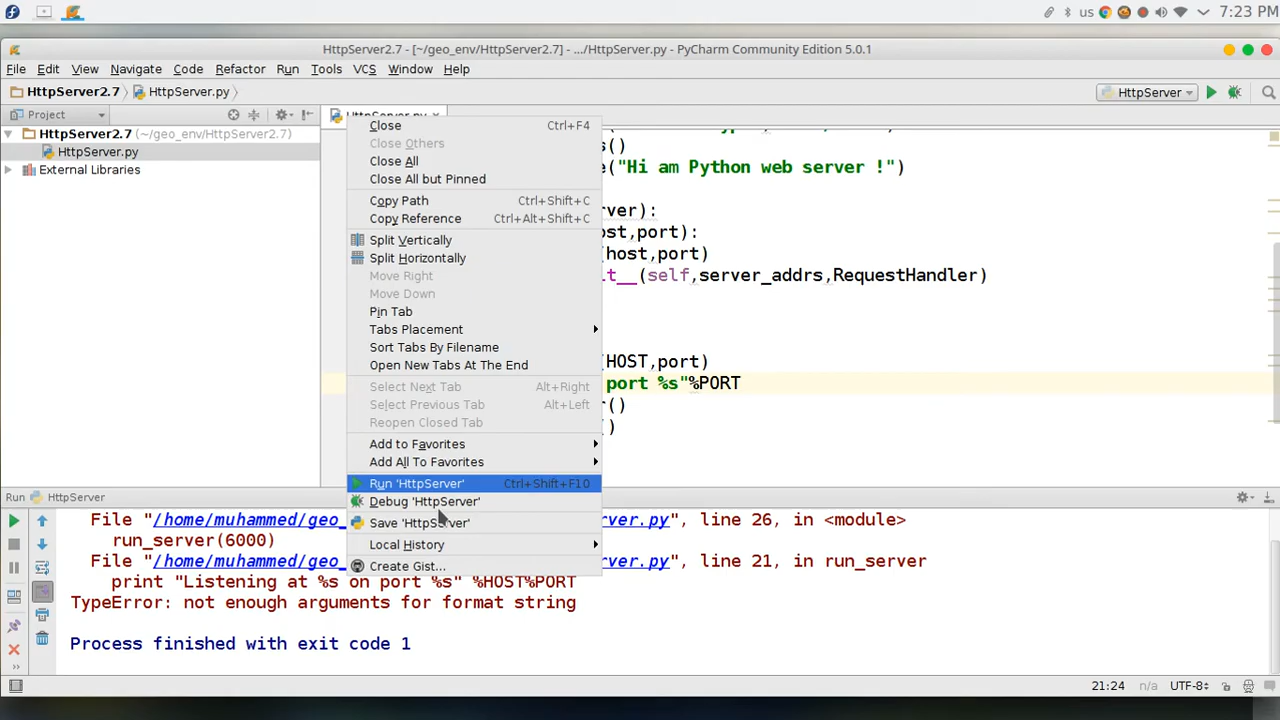 us 7:23 PM
HttpServer2.7 - [~/geo_env/HttpServer2.7] - .../HttpServer.py - PyCharm Community Edition 5.0.1
File Edit View Navigate Code Refactor Run Tools VCS Window Help
HttpServer2.7 HttpServer.py HttpServer
Project
HttpServer2.7 (~/geo_env/HttpServer2.7)
HttpServer.py
External Libraries
HttpServer.py
Close Ctrl+F4
Close Others
Close All
Close All but Pinned
Copy Path Ctrl+Shift+C
Copy Reference Ctrl+Alt+Shift+C
Split Vertically
Split Horizontally
Move Right
Move Down
Pin Tab
Tabs Placement
Sort Tabs By Filename
Open New Tabs At The End
Select Next Tab Alt+Right
Select Previous Tab Alt+Left
Reopen Closed Tab
Add to Favorites
Add All To Favorites
Run 'HttpServer' Ctrl+Shift+F10
Debug 'HttpServer'
Save 'HttpServer'
Local History
Create Gist...
s()
e("Hi am Python web server !")
ver):
ost,port):
(host,port)
it__(self,server_addrs,RequestHandler)
(HOST,port)
port %s"%PORT
r()
()
Run HttpServer
File "/home/muhammed/geo_ server.py", line 26, in <module>
run_server(6000)
File "/home/muhammed/geo_ server.py", line 21, in run_server
print "Listening at %s on port %s" %HOST%PORT
TypeError: not enough arguments for format string
Process finished with exit code 1
21:24 n/a UTF-8